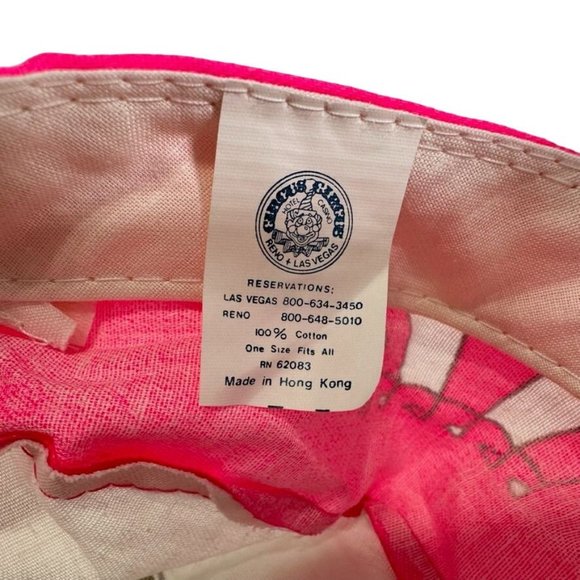 CIRCUS CIRCUS
HOTEL CASINO
RENO + LAS VEGAS
RESERVATIONS:
LAS VEGAS 800-634-3450
RENO 800-648-5010
100% Cotton
One Size Fits All
RN 62083
Made in Hong Kong